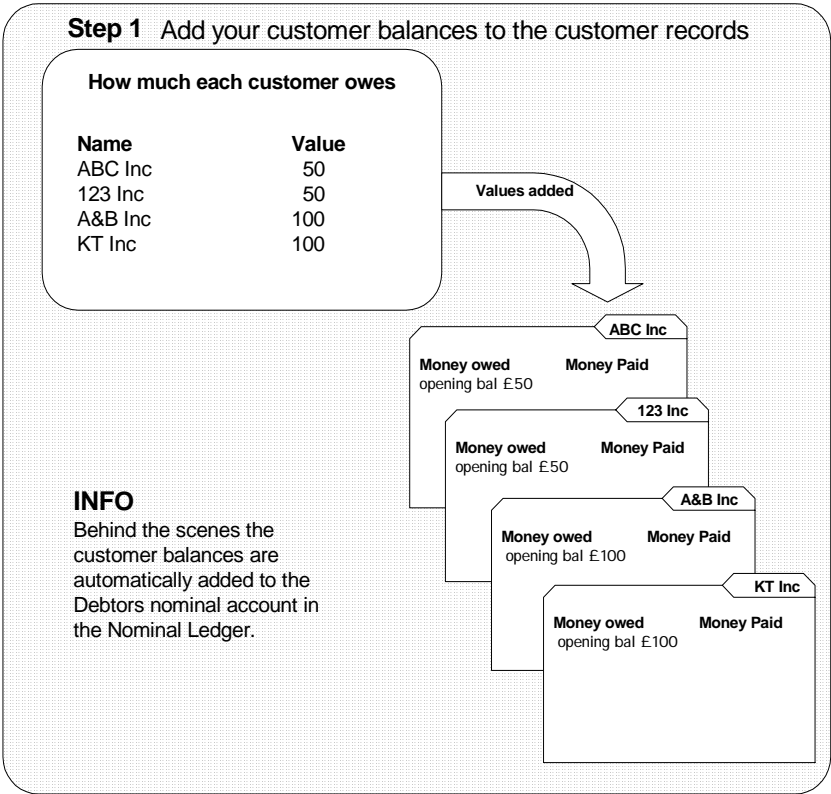 Step 1 Add your customer balances to the customer records
How much each customer owes
Name Value
ABC Inc 50
123 Inc 50
A&B Inc 100
KT Inc 100
Values added
ABC Inc
Money owed Money Paid
opening bal £50
123 Inc
Money owed Money Paid
opening bal £50
A&B Inc
Money owed Money Paid
opening bal £100
KT Inc
Money owed Money Paid
opening bal £100
INFO
Behind the scenes the
customer balances are
automatically added to the
Debtors nominal account in
the Nominal Ledger.